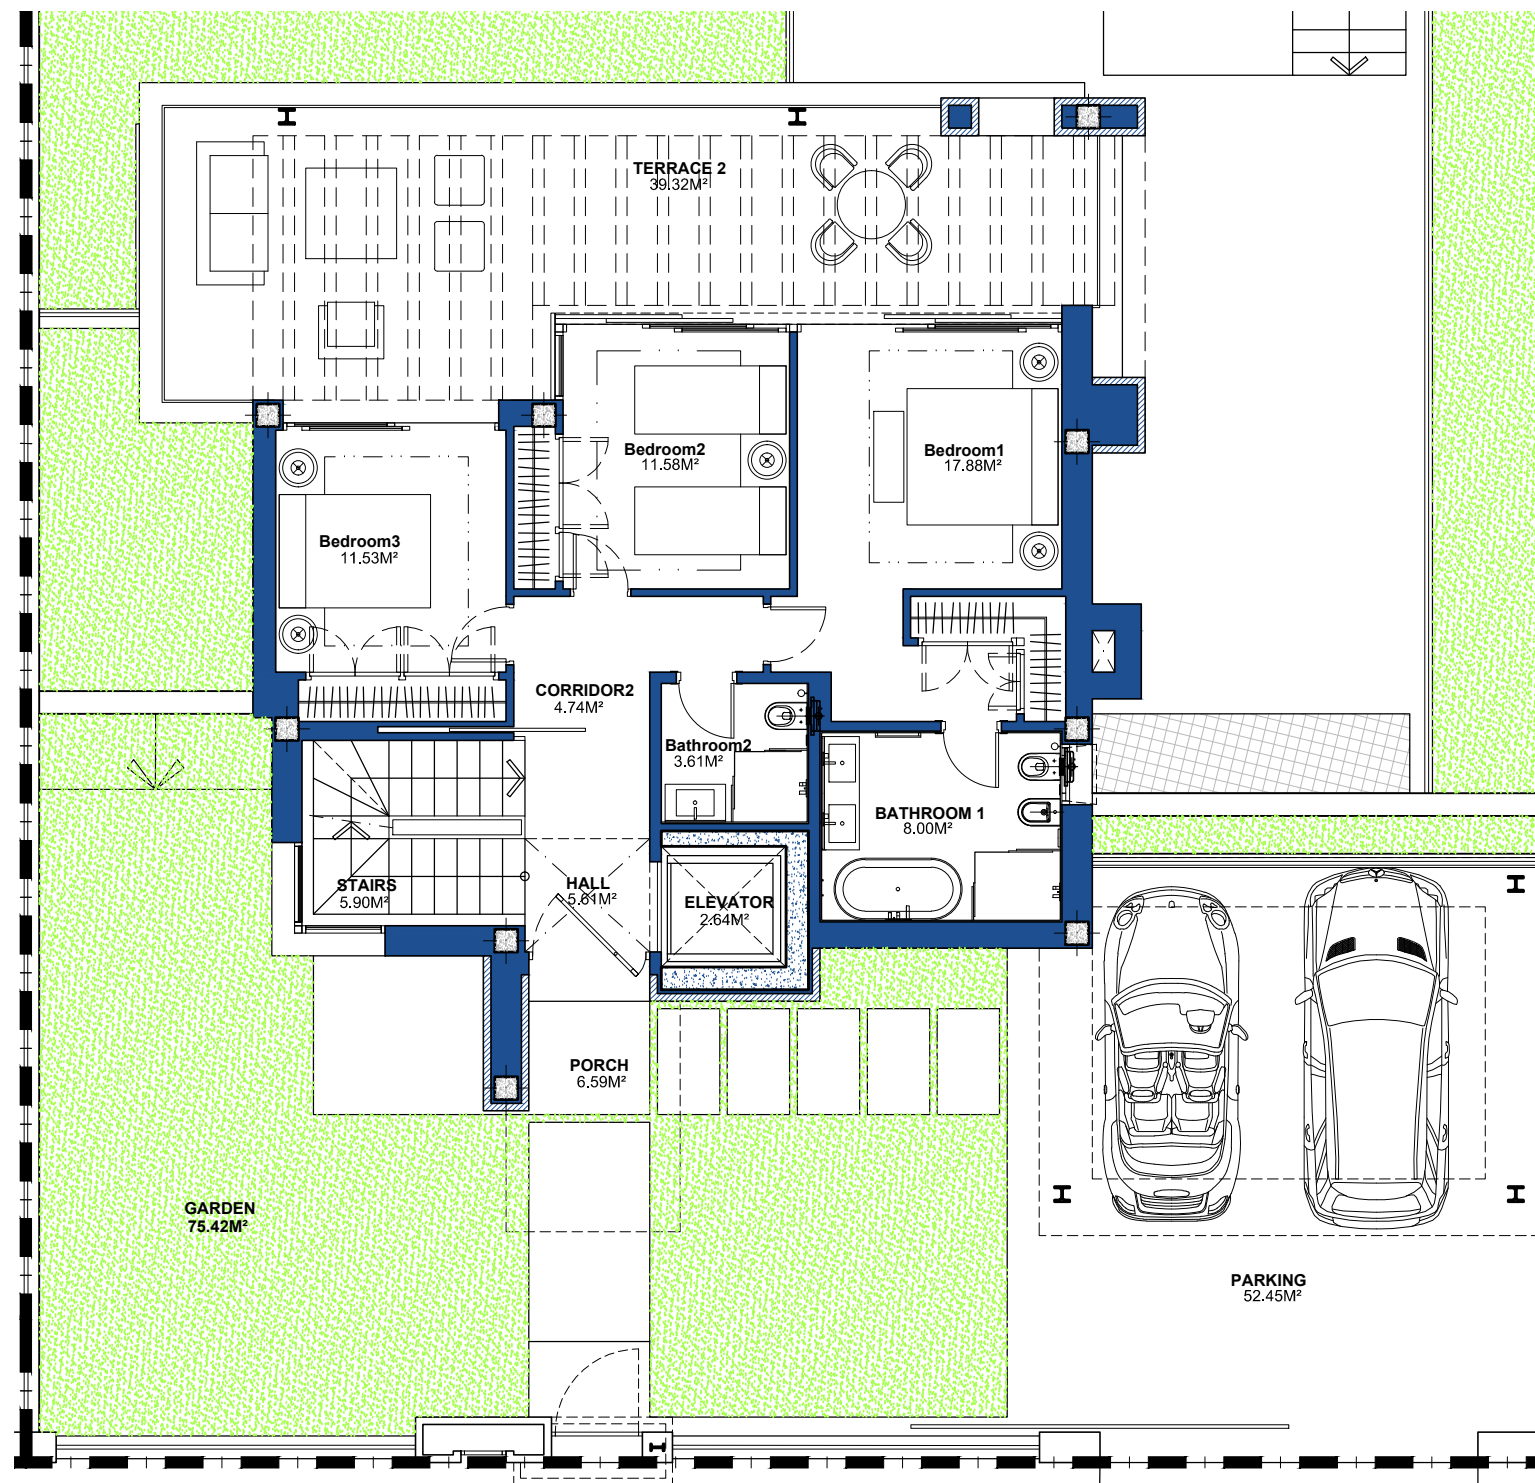 TERRACE 2
39.32M²
Bedroom2
11.58M²
Bedroom1
17.88M²
Bedroom3
11.53M²
CORRIDOR2
4.74M²
Bathroom2
3.61M²
BATHROOM 1
8.00M²
STAIRS
5.90M²
HALL
5.61M²
ELEVATOR
2.64M²
PORCH
6.59M²
GARDEN
75.42M²
PARKING
52.45M²